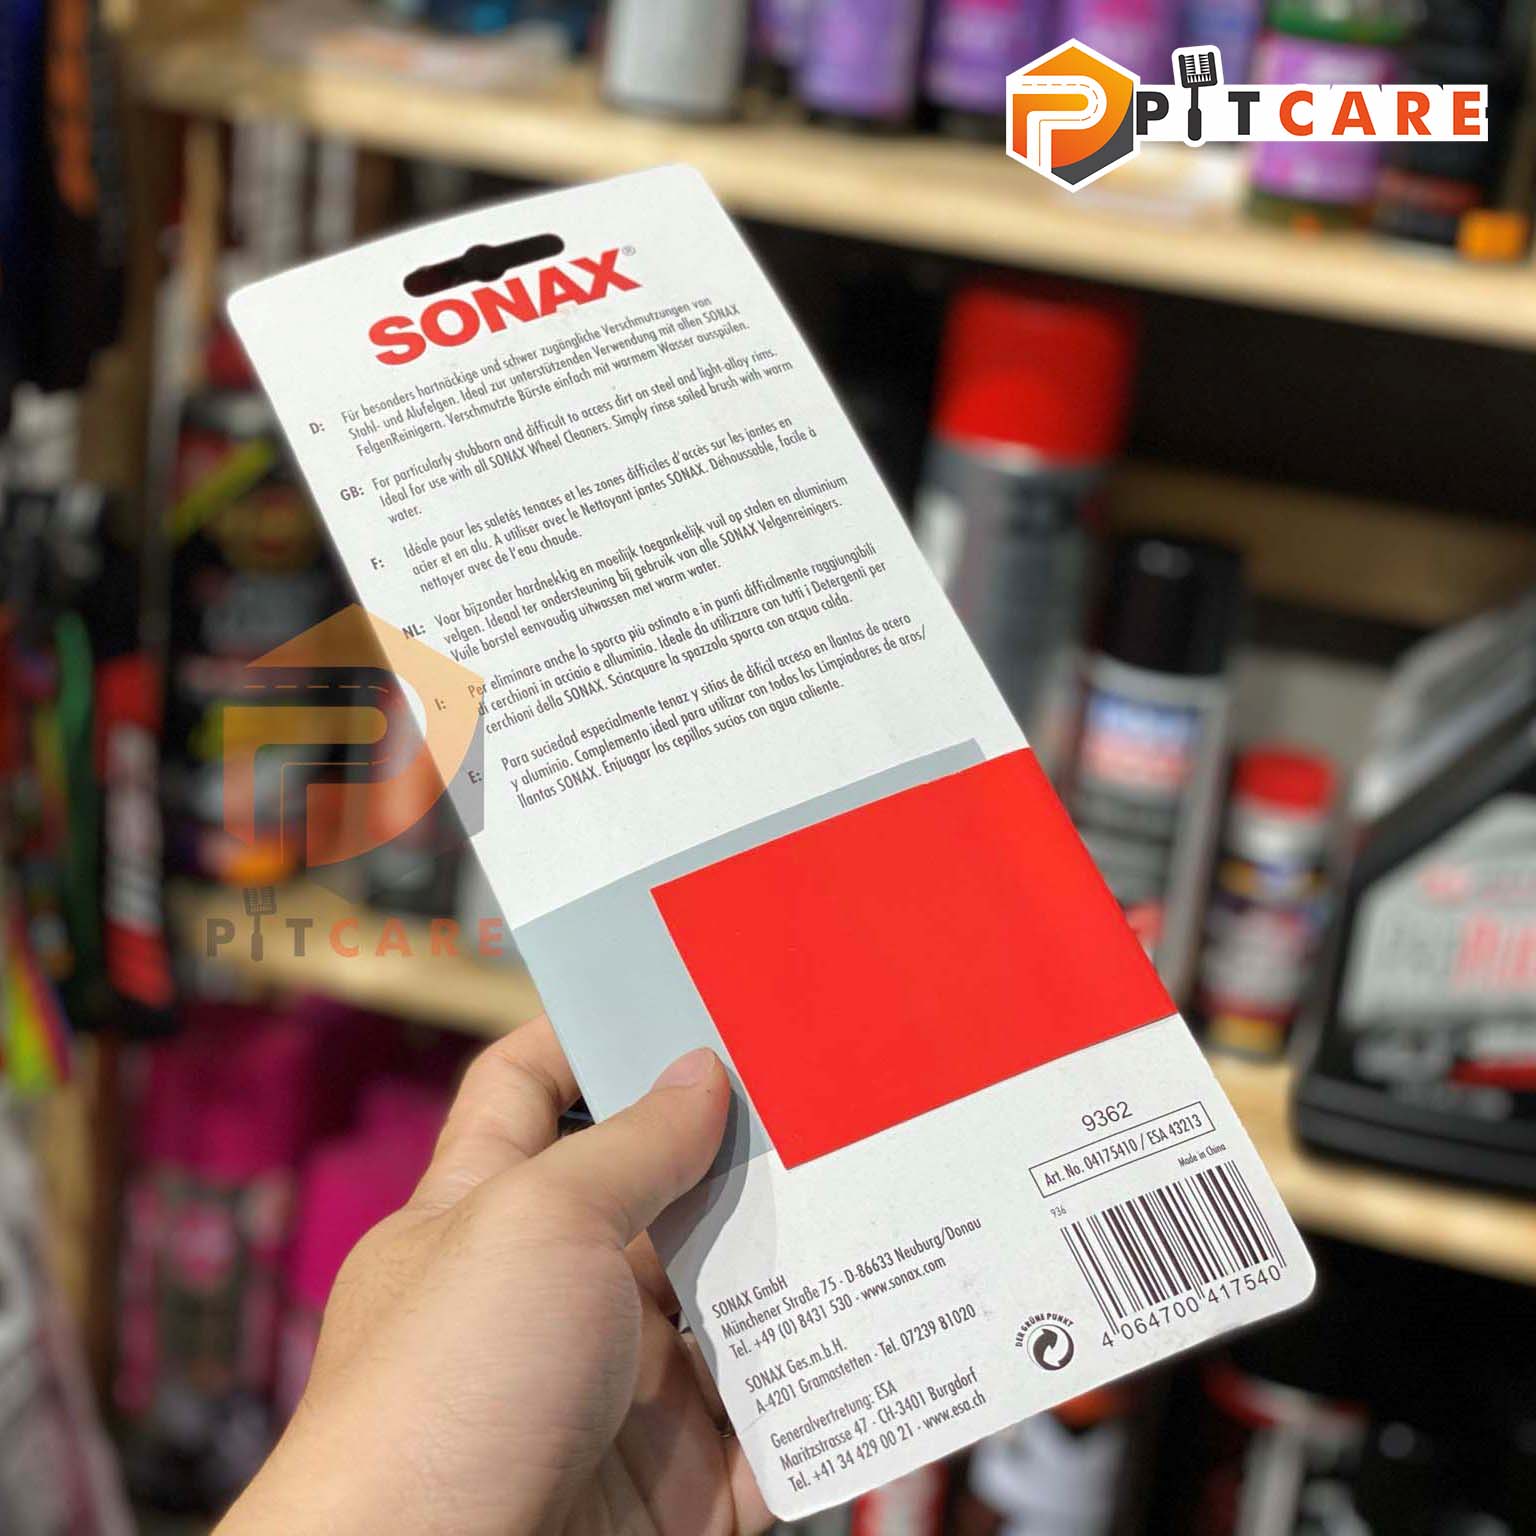 PITCARE
SONAX®
D: Für besonders hartnäckige und schwer zugängliche Verschmutzungen von
Stahl- und Alufelgen. Ideal zur unterstützenden Verwendung mit allen SONAX
FelgenReinigern. Verschmutzte Bürste einfach mit warmem Wasser ausspülen.
GB: For particularly stubborn and difficult to access dirt on steel and light-alloy rims.
Ideal for use with all SONAX Wheel Cleaners. Simply rinse soiled brush with warm
water.
F: Idéale pour les saletés tenaces et les zones difficiles d'accès sur les jantes en
acier et en alu. A utiliser avec le Nettoyant jantes SONAX. Déhoussable, facile à
nettoyer avec de l'eau chaude.
NL: Voor bijzonder hardnekkig en moeilijk toegankelijk vuil op stalen en aluminium
velgen. Ideaal ter ondersteuning bij gebruik van alle SONAX Velgenreinigers.
Vuile borstel eenvoudig uitwassen met warm water.
I: Per eliminare anche lo sporco più ostinato e in punti difficilmente raggiungibili
di cerchioni in acciaio e alluminio. Ideale da utilizzare con tutti i Detergenti per
cerchioni della SONAX. Sciacquare la spazzola sporca con acqua calda.
E: Para suciedad especialmente tenaz y sitios de difícil acceso en llantas de acero
y aluminio. Complemento ideal para utilizar con todos los Limpiadores de aros/
llantas SONAX. Enjuagar los cepillos sucios con agua caliente.
PITCARE
9362
Art. No. 04175410 / ESA 43213
Made in China
936
4 064700 417540
DER GRÜNE PUNKT
SONAX GmbH
Münchener Straße 75 · D-86633 Neuburg/Donau
Tel. +49 (0) 8431 530 · www.sonax.com
SONAX Ges.m.b.H.
A-4201 Gramastetten · Tel. 07239 81020
Generalvertretung: ESA
Maritzstrasse 47 · CH-3401 Burgdorf
Tel. +41 34 429 00 21 · www.esa.ch